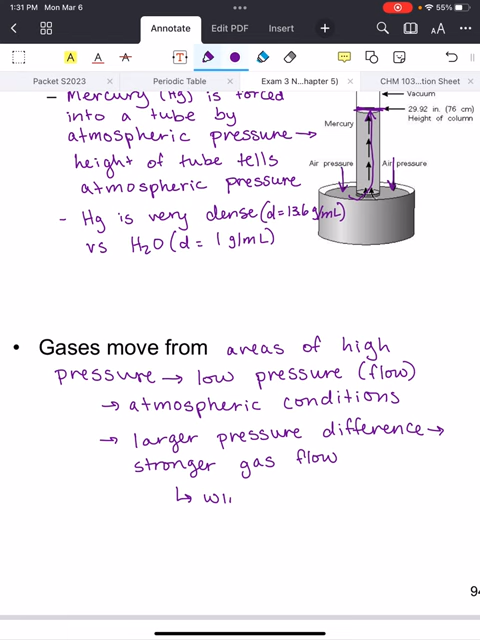 1:31 PM Mon Mar 6
55%
Annotate Edit PDF Insert
Packet S2023 Periodic Table Exam 3 N...hapter 5) CHM 103...tion Sheet
- Mercury (Hg) is forced
into a tube by
atmospheric pressure →
height of tube tells
atmospheric pressure
- Hg is very dense (d=13.6 g/mL)
vs H₂O (d= 1 g/mL)
Vacuum
29.92 in. (76 cm)
Height of column
Mercury
Air pressure
Air pressure
• Gases move from areas of high
pressure → low pressure (flow)
→ atmospheric conditions
→ larger pressure difference →
stronger gas flow
↳